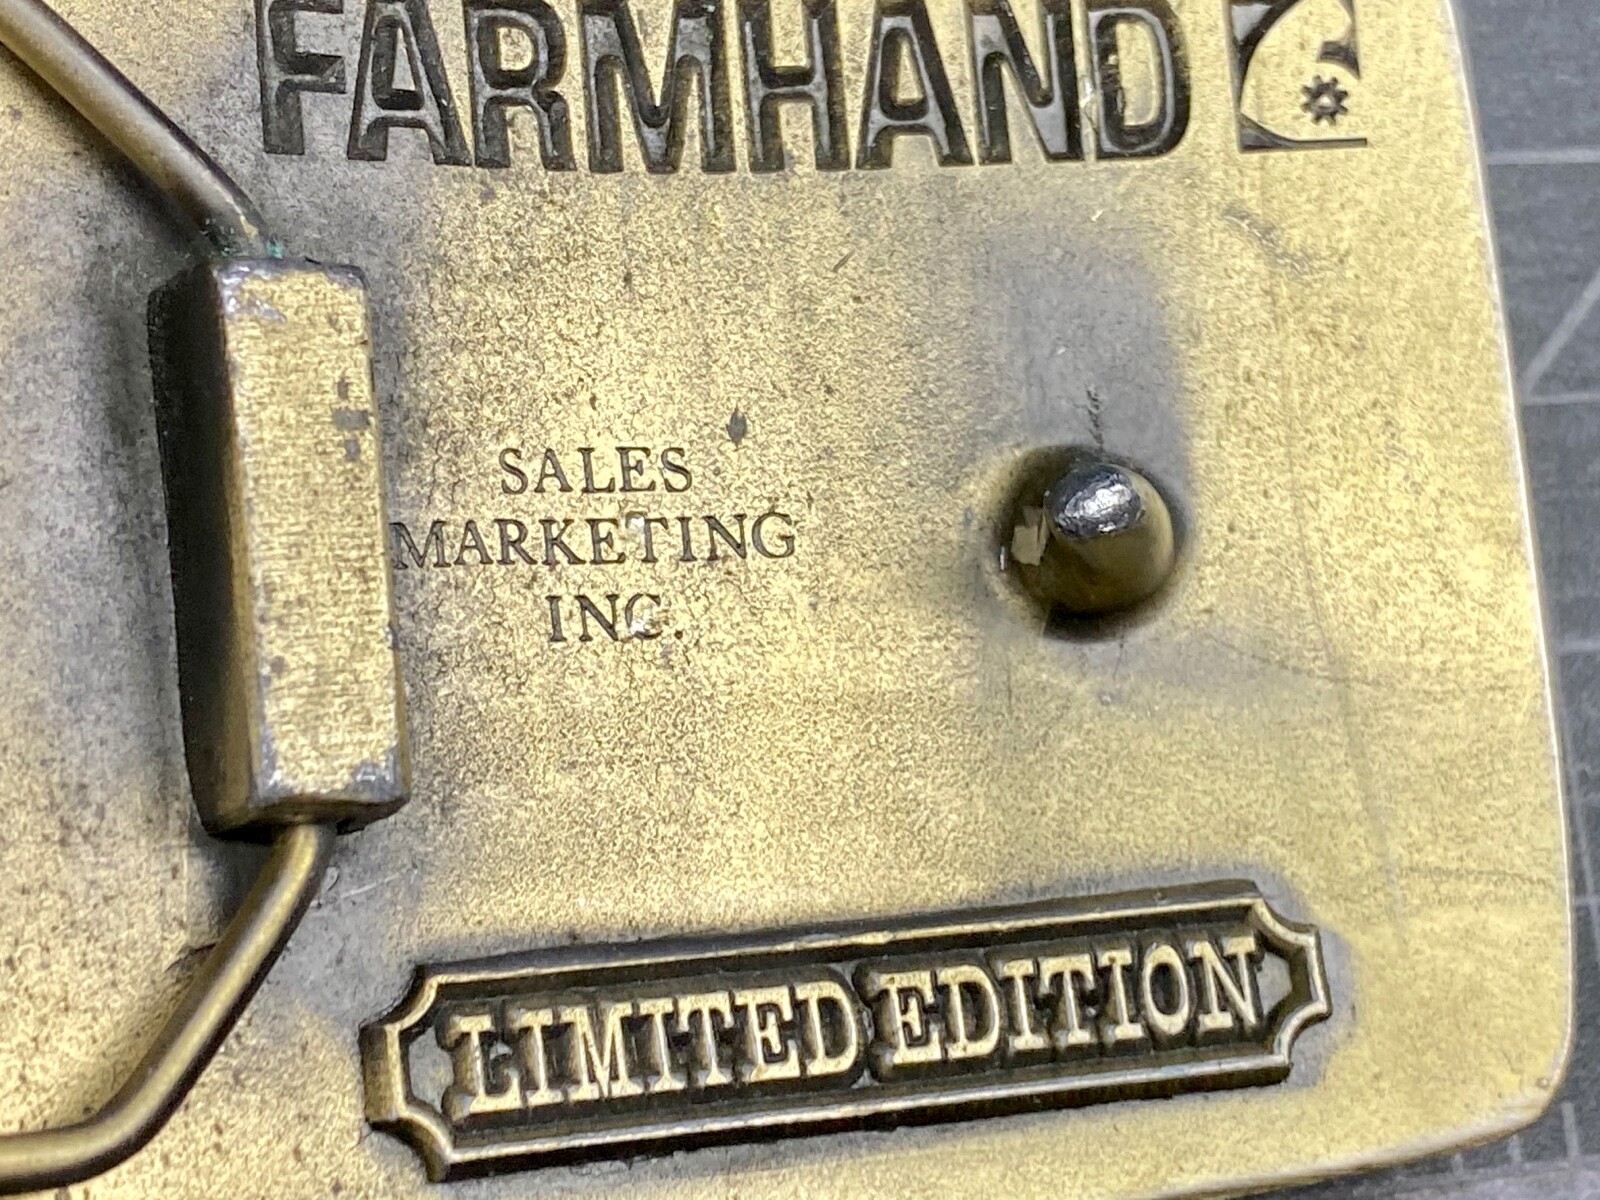 FARMHAND
SALES
MARKETING
INC.
LIMITED EDITION